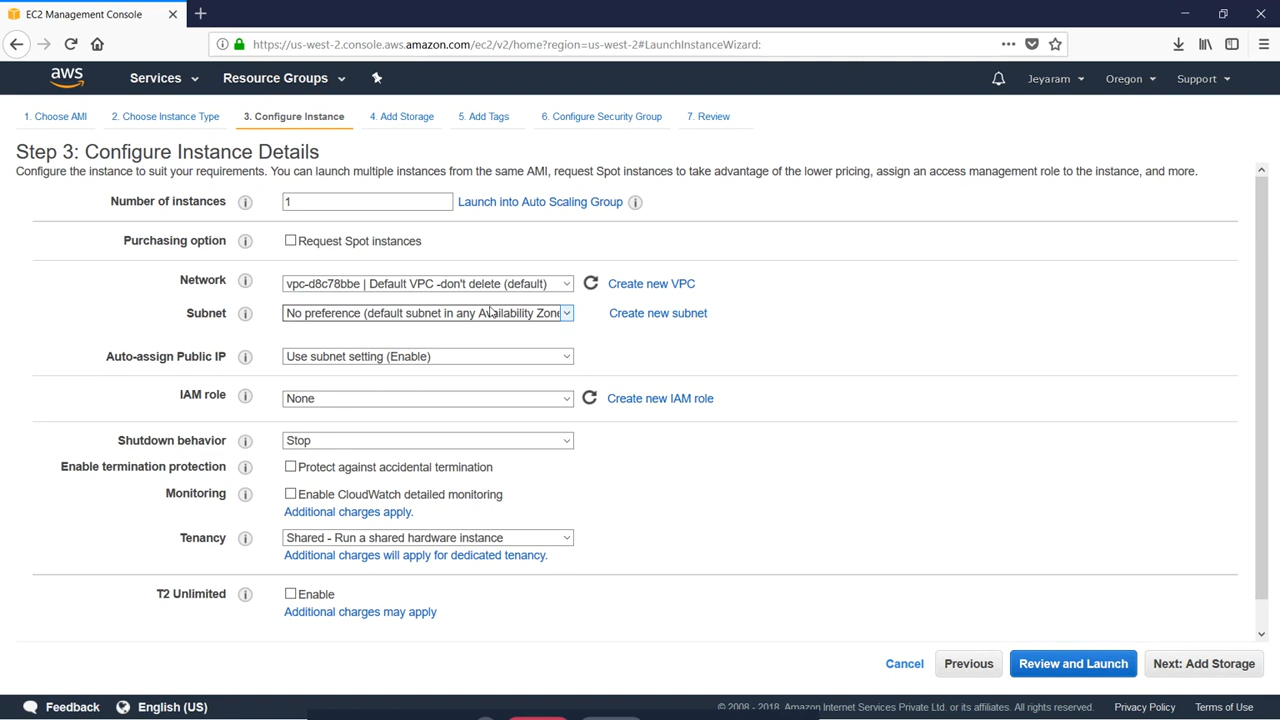 EC2 Management Console
https://us-west-2.console.aws.amazon.com/ec2/v2/home?region=us-west-2#LaunchInstanceWizard:
aws Services Resource Groups Jeyaram Oregon Support
1. Choose AMI 2. Choose Instance Type 3. Configure Instance 4. Add Storage 5. Add Tags 6. Configure Security Group 7. Review
Step 3: Configure Instance Details
Configure the instance to suit your requirements. You can launch multiple instances from the same AMI, request Spot instances to take advantage of the lower pricing, assign an access management role to the instance, and more.
Number of instances 1 Launch into Auto Scaling Group
Purchasing option Request Spot instances
Network vpc-d8c78bbe | Default VPC -don't delete (default) Create new VPC
Subnet No preference (default subnet in any Availability Zone Create new subnet
Auto-assign Public IP Use subnet setting (Enable)
IAM role None Create new IAM role
Shutdown behavior Stop
Enable termination protection Protect against accidental termination
Monitoring Enable CloudWatch detailed monitoring
Additional charges apply.
Tenancy Shared - Run a shared hardware instance
Additional charges will apply for dedicated tenancy.
T2 Unlimited Enable
Additional charges may apply
Cancel Previous Review and Launch Next: Add Storage
Feedback English (US) © 2008 - 2018, Amazon Internet Services Private Ltd. or its affiliates. All rights reserved. Privacy Policy Terms of Use